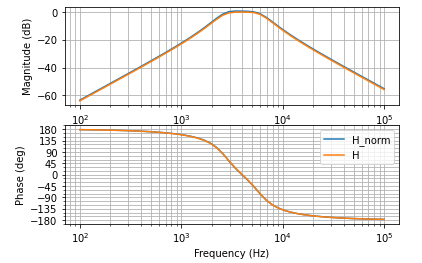 Magnitude (dB)
0
−20
−40
−60
10² 10³ 10⁴ 10⁵
Phase (deg)
180
135
90
45
0
−45
−90
−135
−180
H_norm
H
10² 10³ 10⁴ 10⁵
Frequency (Hz)